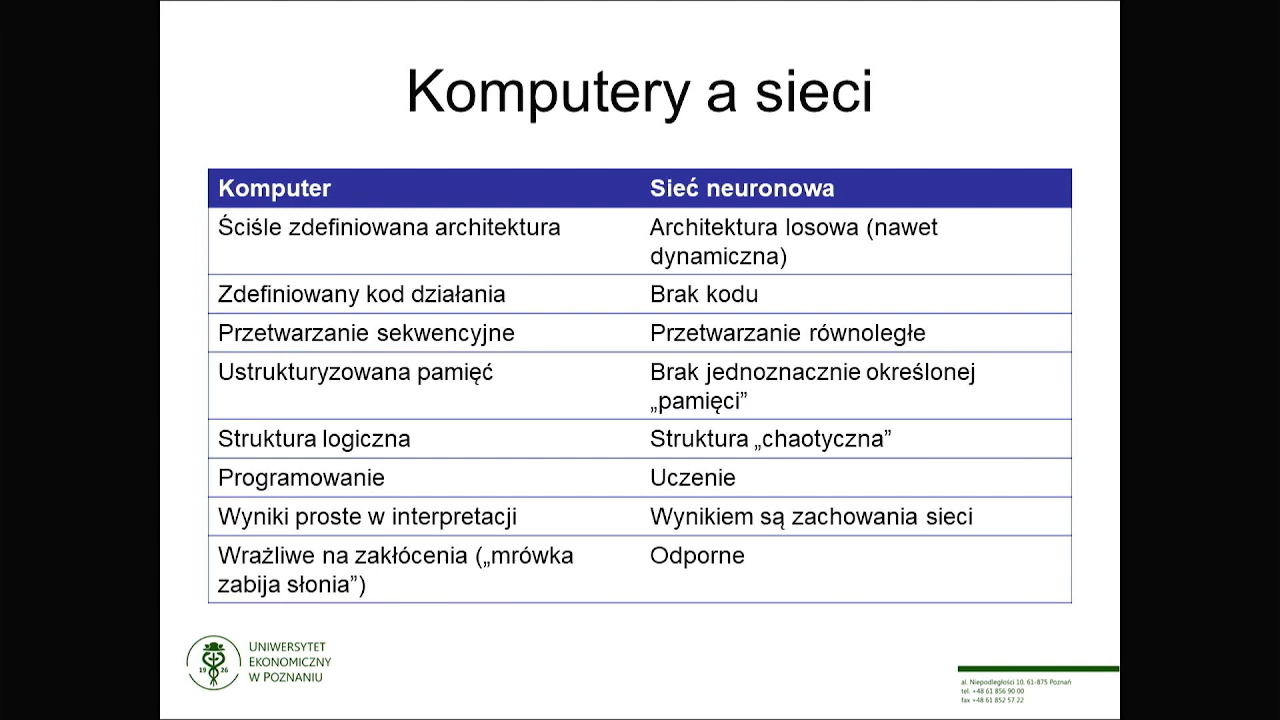 Komputery a sieci
Komputer
Sieć neuronowa
Ściśle zdefiniowana architektura
Architektura losowa (nawet
dynamiczna)
Zdefiniowany kod działania
Brak kodu
Przetwarzanie sekwencyjne
Przetwarzanie równoległe
Ustrukturyzowana pamięć
Brak jednoznacznie określonej
„pamięci”
Struktura logiczna
Struktura „chaotyczna”
Programowanie
Uczenie
Wyniki proste w interpretacji
Wynikiem są zachowania sieci
Wrażliwe na zakłócenia („mrówka
zabija słonia”)
Odporne
19 26
UNIWERSYTET
EKONOMICZNY
W POZNANIU
al. Niepodległości 10, 61-875 Poznań
tel. +48 61 856 90 00
fax +48 61 852 57 22